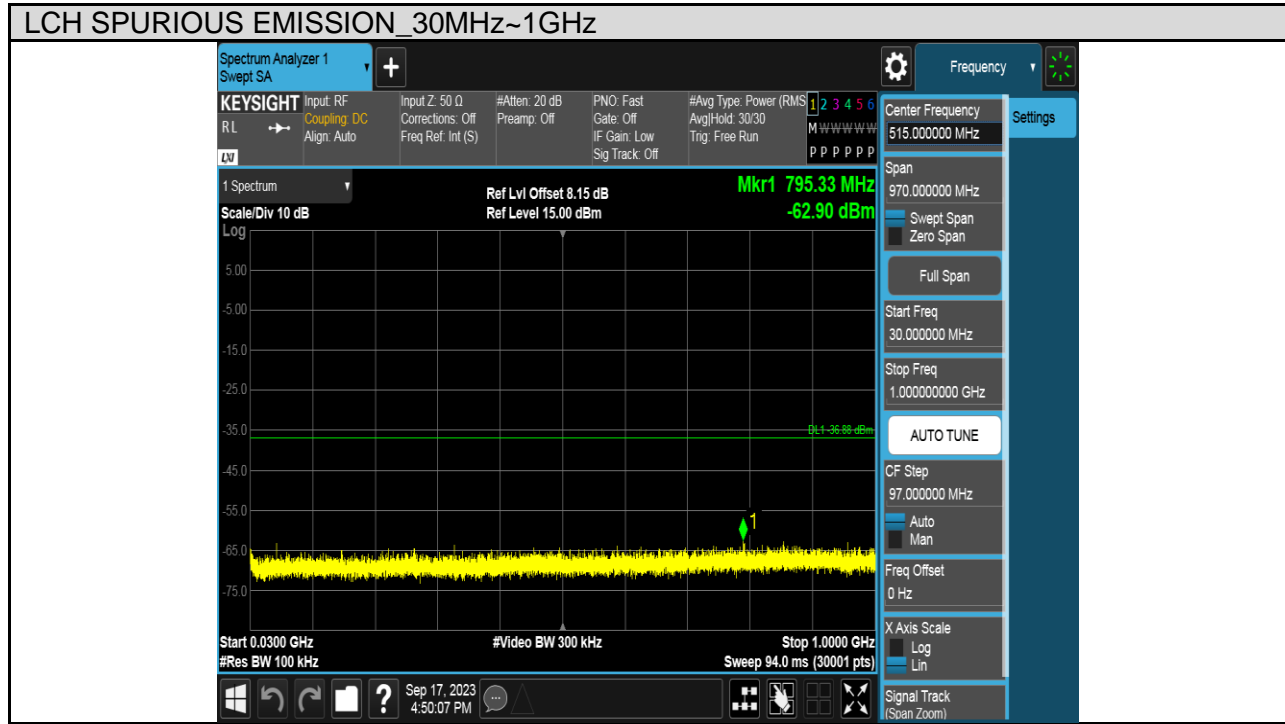 LCH SPURIOUS EMISSION_30MHz~1GHz
Spectrum Analyzer 1
Swept SA
+
Frequency
KEYSIGHT
RL
LXI
Input: RF
Coupling: DC
Align: Auto
Input Z: 50 Ω
Corrections: Off
Freq Ref: Int (S)
#Atten: 20 dB
Preamp: Off
PNO: Fast
Gate: Off
IF Gain: Low
Sig Track: Off
#Avg Type: Power (RMS
Avg|Hold: 30/30
Trig: Free Run
1 2 3 4 5 6
M W W W W W
P P P P P P
1 Spectrum
Scale/Div 10 dB
Ref Lvl Offset 8.15 dB
Ref Level 15.00 dBm
Mkr1 795.33 MHz
-62.90 dBm
Log
5.00
-5.00
-15.0
-25.0
-35.0
DL1 -36.88 dBm
-45.0
-55.0
1
-65.0
-75.0
Start 0.0300 GHz
#Res BW 100 kHz
#Video BW 300 kHz
Stop 1.0000 GHz
Sweep 94.0 ms (30001 pts)
?
Sep 17, 2023
4:50:07 PM
Center Frequency
515.000000 MHz
Settings
Span
970.000000 MHz
Swept Span
Zero Span
Full Span
Start Freq
30.000000 MHz
Stop Freq
1.000000000 GHz
AUTO TUNE
CF Step
97.000000 MHz
Auto
Man
Freq Offset
0 Hz
X Axis Scale
Log
Lin
Signal Track
(Span Zoom)